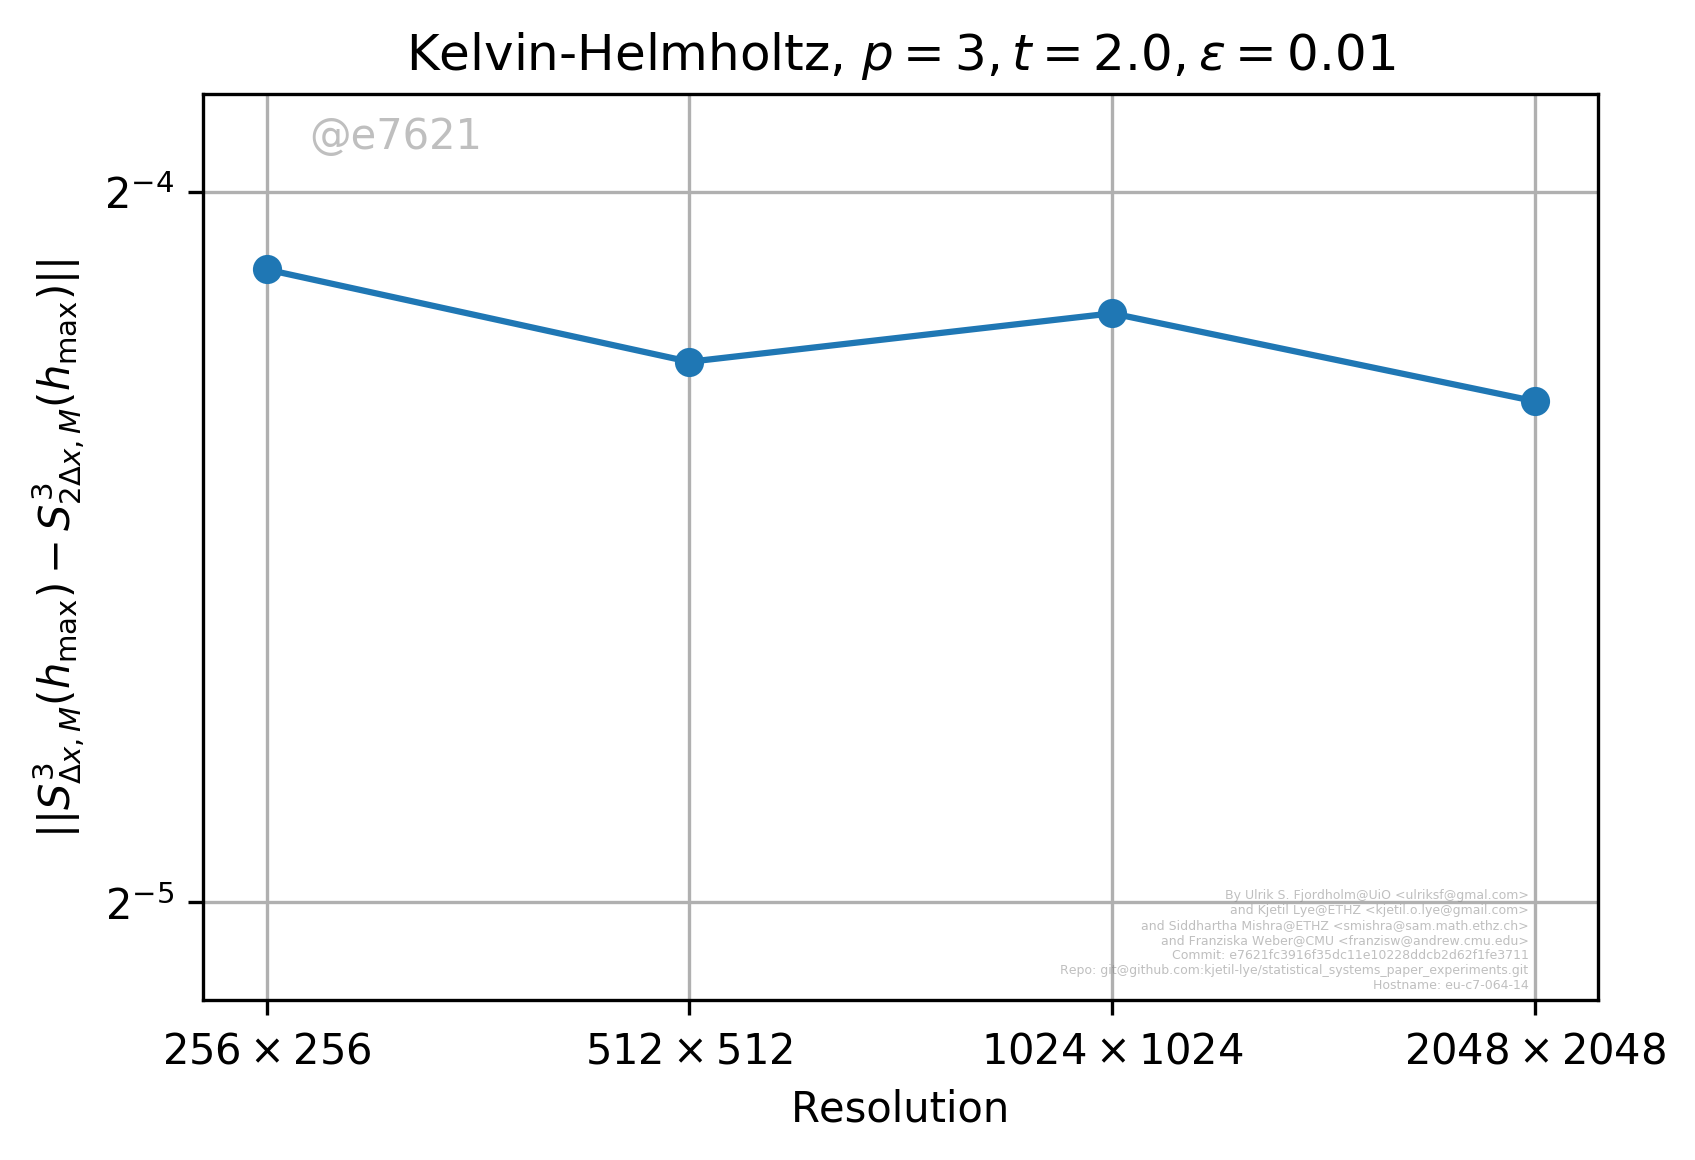 Kelvin-Helmholtz, p = 3, t = 2.0, ε = 0.01
@e7621
2⁻⁴
||S³_{Δx, M}(h_max) − S³_{2Δx, M}(h_max)||
2⁻⁵
By Ulrik S. Fjordholm@UiO <ulriksf@gmal.com>
and Kjetil Lye@ETHZ <kjetil.o.lye@gmail.com>
and Siddhartha Mishra@ETHZ <smishra@sam.math.ethz.ch>
and Franziska Weber@CMU <franzisw@andrew.cmu.edu>
Commit: e7621fc3916f35dc11e10228ddcb2d62f1fe3711
Repo: git@github.com:kjetil-lye/statistical_systems_paper_experiments.git
Hostname: eu-c7-064-14
256 × 256 512 × 512 1024 × 1024 2048 × 2048
Resolution